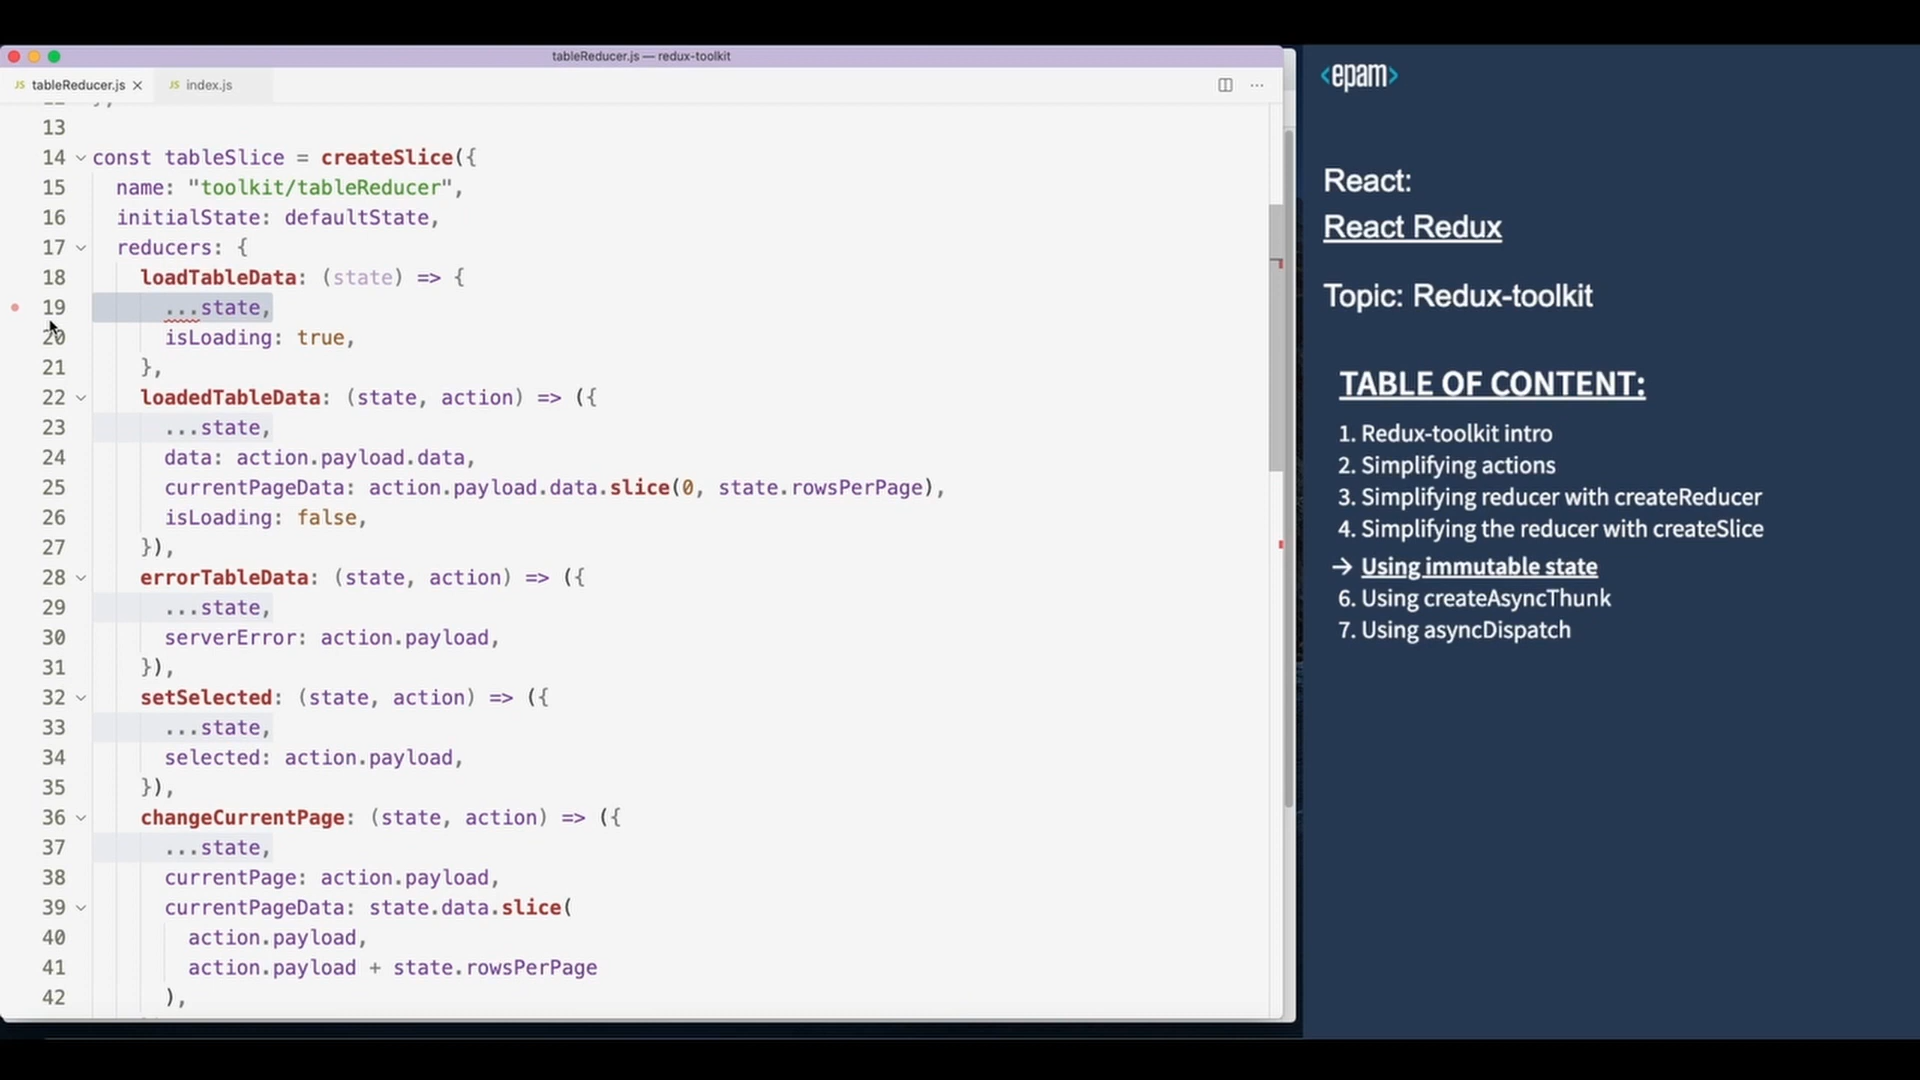 tableReducer.js — redux-toolkit
JS tableReducer.js
JS index.js
13
14 const tableSlice = createSlice({
15 name: "toolkit/tableReducer",
16 initialState: defaultState,
17 reducers: {
18 loadTableData: (state) => {
19 ...state,
20 isLoading: true,
21 },
22 loadedTableData: (state, action) => ({
23 ...state,
24 data: action.payload.data,
25 currentPageData: action.payload.data.slice(0, state.rowsPerPage),
26 isLoading: false,
27 }),
28 errorTableData: (state, action) => ({
29 ...state,
30 serverError: action.payload,
31 }),
32 setSelected: (state, action) => ({
33 ...state,
34 selected: action.payload,
35 }),
36 changeCurrentPage: (state, action) => ({
37 ...state,
38 currentPage: action.payload,
39 currentPageData: state.data.slice(
40 action.payload,
41 action.payload + state.rowsPerPage
42 ),
<epam>
React:
React Redux
Topic: Redux-toolkit
TABLE OF CONTENT:
1. Redux-toolkit intro
2. Simplifying actions
3. Simplifying reducer with createReducer
4. Simplifying the reducer with createSlice
→ Using immutable state
6. Using createAsyncThunk
7. Using asyncDispatch